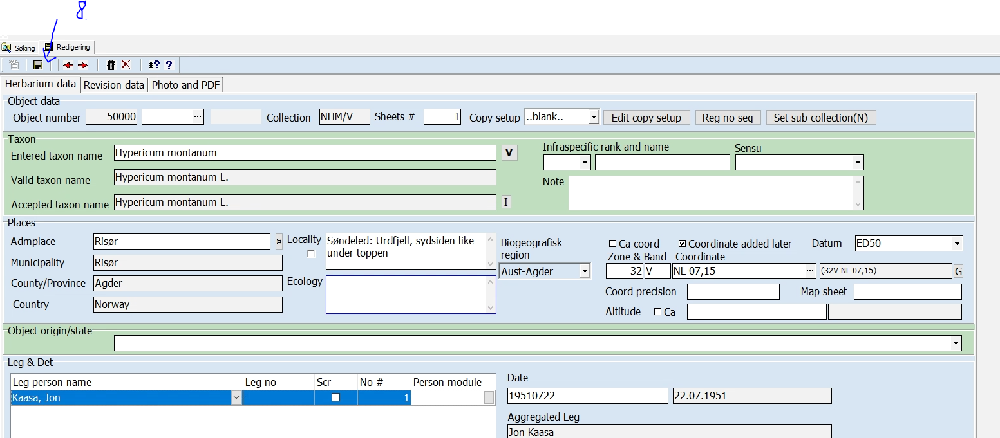 8.
Søking Redigering
Herbarium data Revision data Photo and PDF
Object data
Object number 50000 ... Collection NHM/V Sheets # 1 Copy setup ..blank.. Edit copy setup Reg no seq Set sub collection(N)
Taxon
Entered taxon name Hypericum montanum V
Infraspecific rank and name Sensu
Valid taxon name Hypericum montanum L.
Note
Accepted taxon name Hypericum montanum L. I
Places
Admplace Risør ¤
Municipality Risør
County/Province Agder
Country Norway
Locality Søndeled: Urdfjell, sydsiden like
under toppen
Ecology
Biogeografisk
region
Aust-Agder
Ca coord Coordinate added later Datum ED50
Zone & Band Coordinate
32 V NL 07,15 ... (32V NL 07,15) G
Coord precision Map sheet
Altitude Ca
Object origin/state
Leg & Det
Leg person name Leg no Scr No # Person module
Kaasa, Jon 1 ...
Date
19510722 22.07.1951
Aggregated Leg
Jon Kaasa